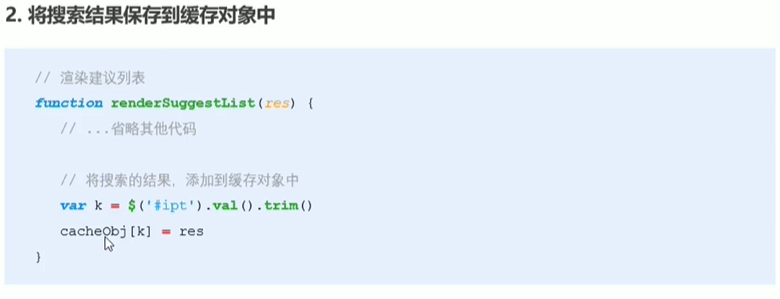 2. 将搜索结果保存到缓存对象中
// 渲染建议列表
function renderSuggestList(res) {
// ...省略其他代码
// 将搜索的结果，添加到缓存对象中
var k = $('#ipt').val().trim()
cacheObj[k] = res
}